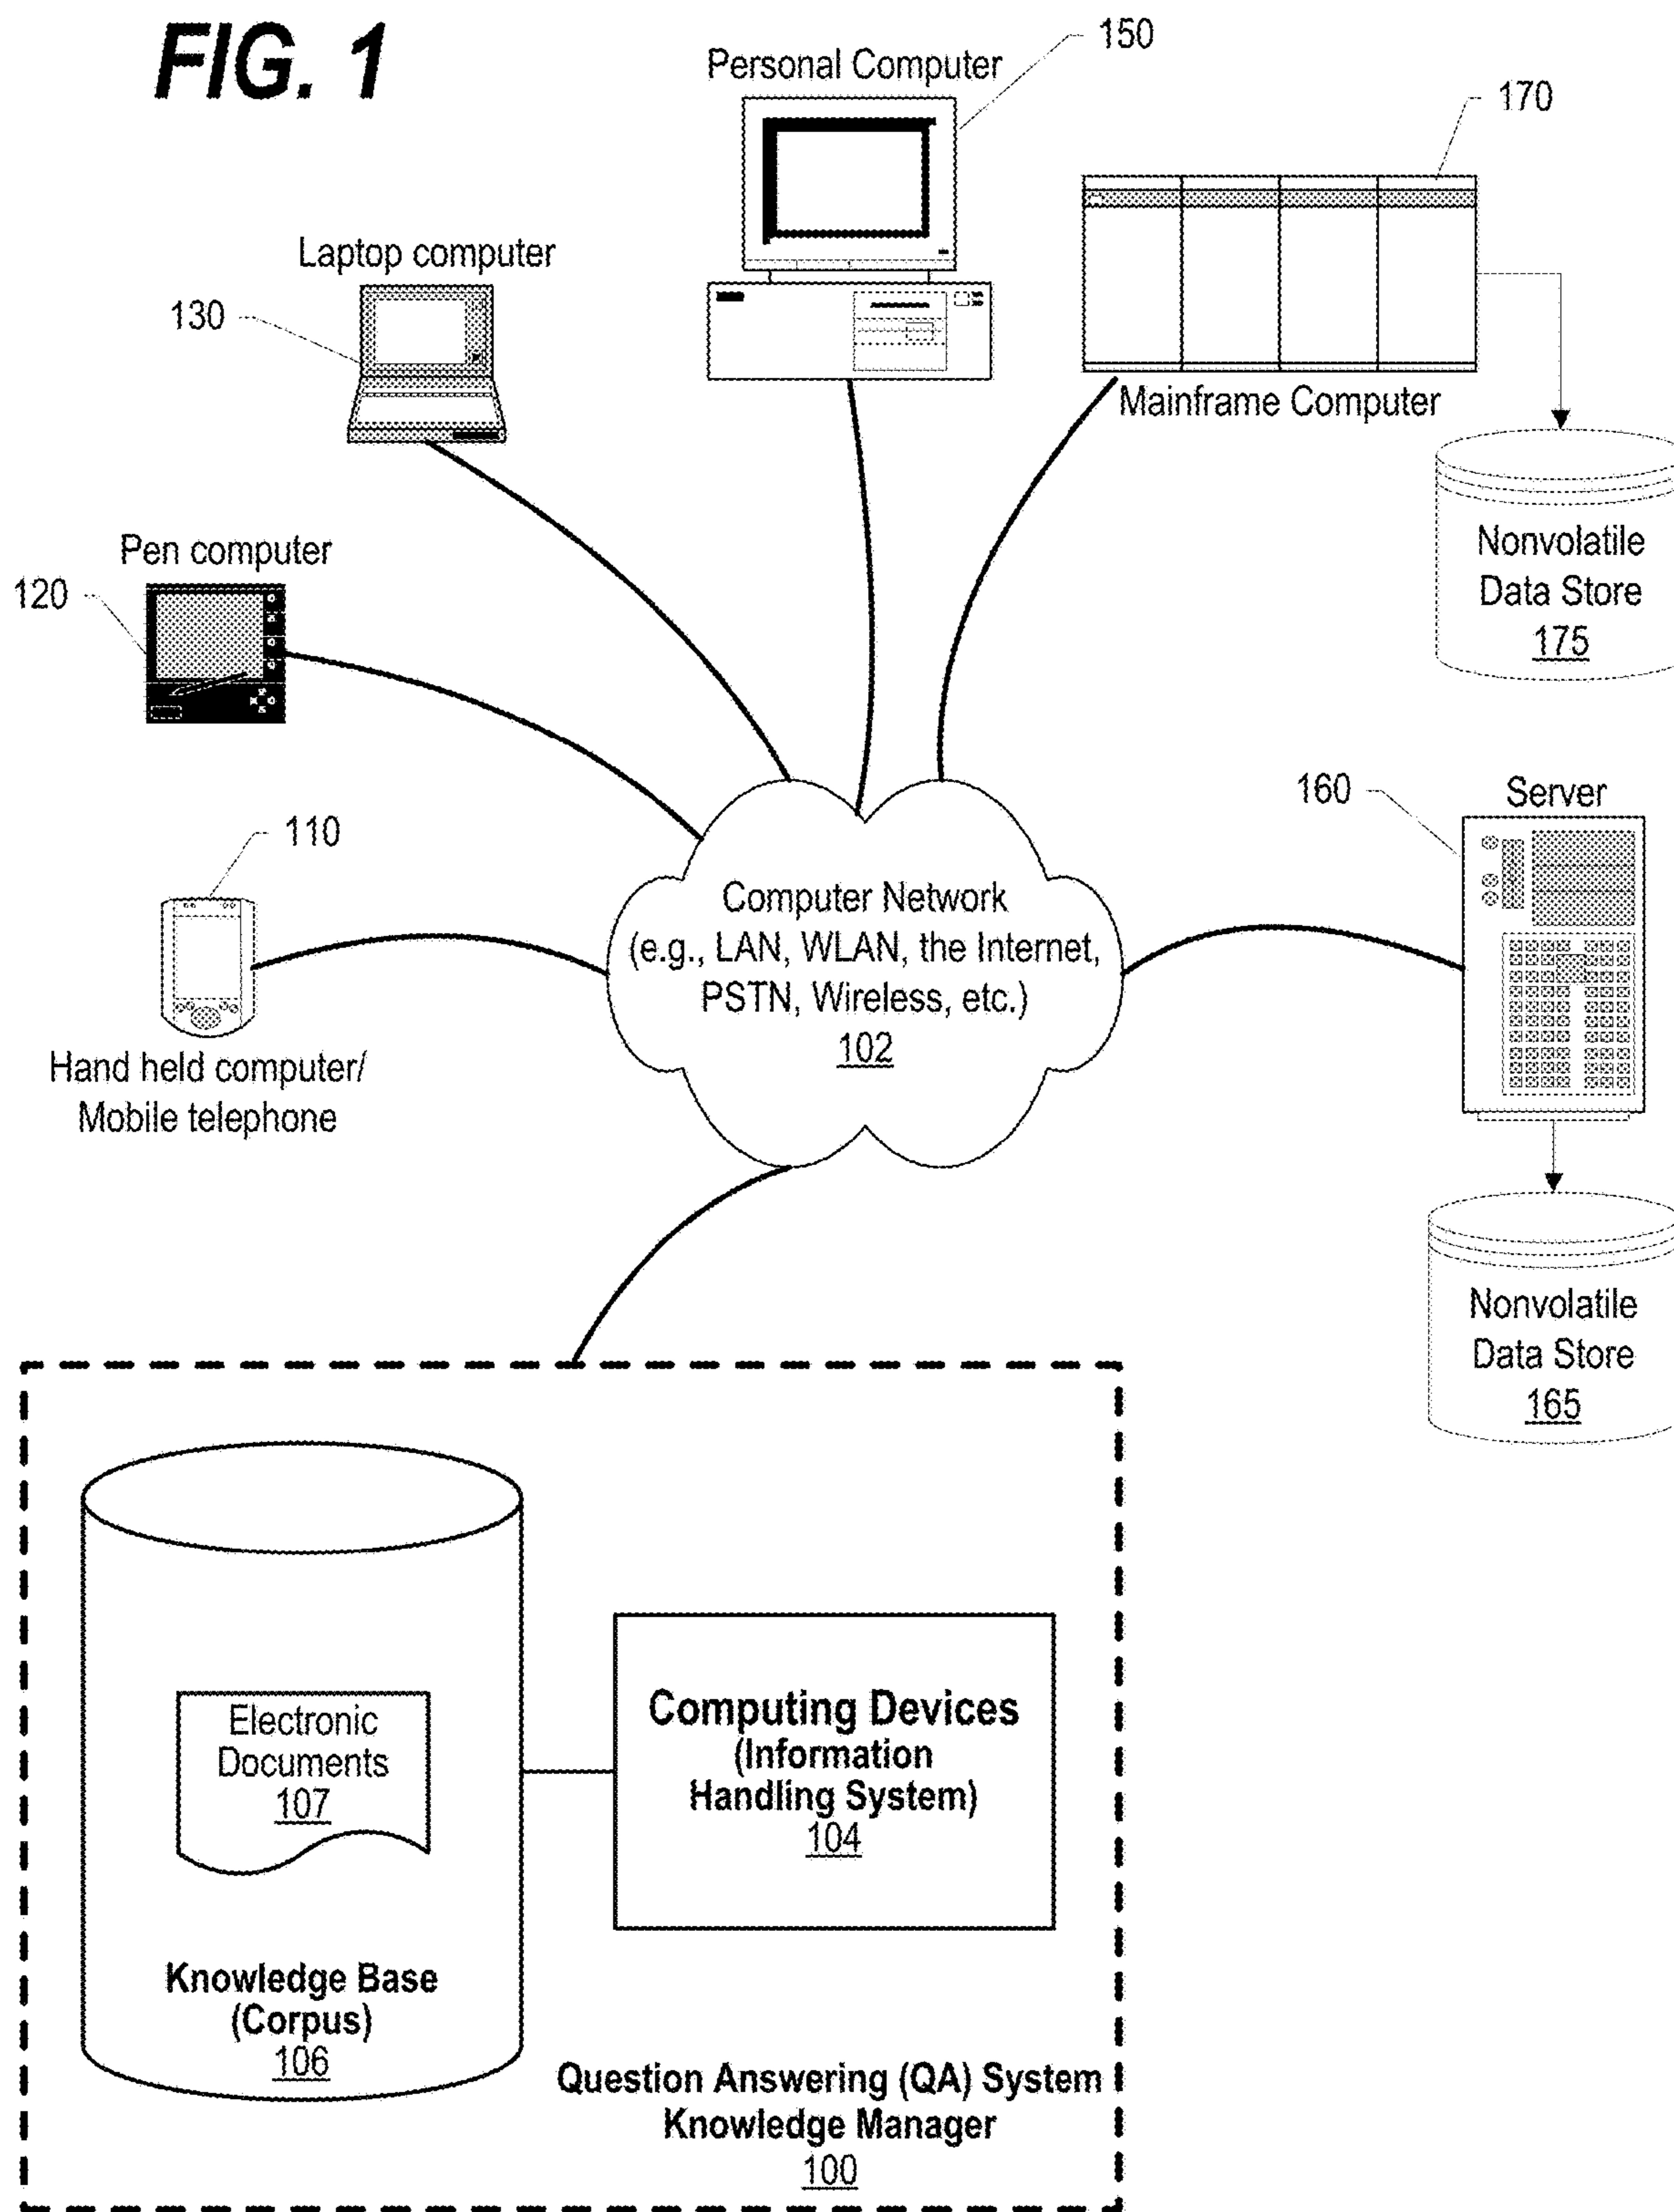 FIG. 1
Personal Computer
150
170
Laptop computer
130
Mainframe Computer
Nonvolatile
Data Store
175
Pen computer
120
160
Server
110
Computer Network
(e.g., LAN, WLAN, the Internet,
PSTN, Wireless, etc.)
102
Hand held computer/
Mobile telephone
Nonvolatile
Data Store
165
Electronic
Documents
107
Computing Devices
(Information
Handling System)
104
Knowledge Base
(Corpus)
106
Question Answering (QA) System
Knowledge Manager
100